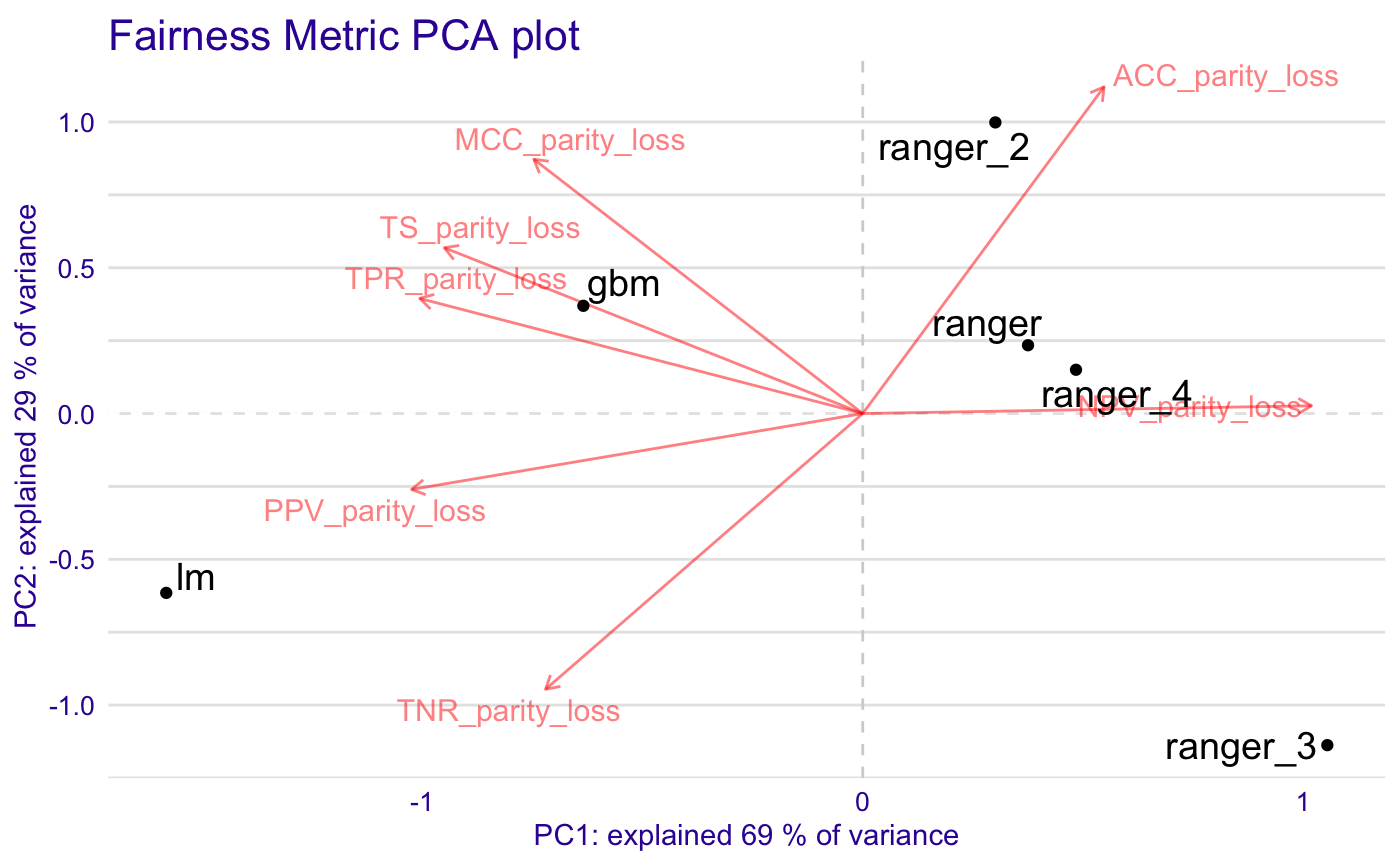 Fairness Metric PCA plot
ACC_parity_loss
1.0
MCC_parity_loss
ranger_2
TS_parity_loss
0.5
TPR_parity_loss
gbm
ranger
ranger_4
0.0
NPV_parity_loss
PPV_parity_loss
-0.5
lm
-1.0
TNR_parity_loss
ranger_3
-1
0
1
PC1: explained 69 % of variance
PC2: explained 29 % of variance